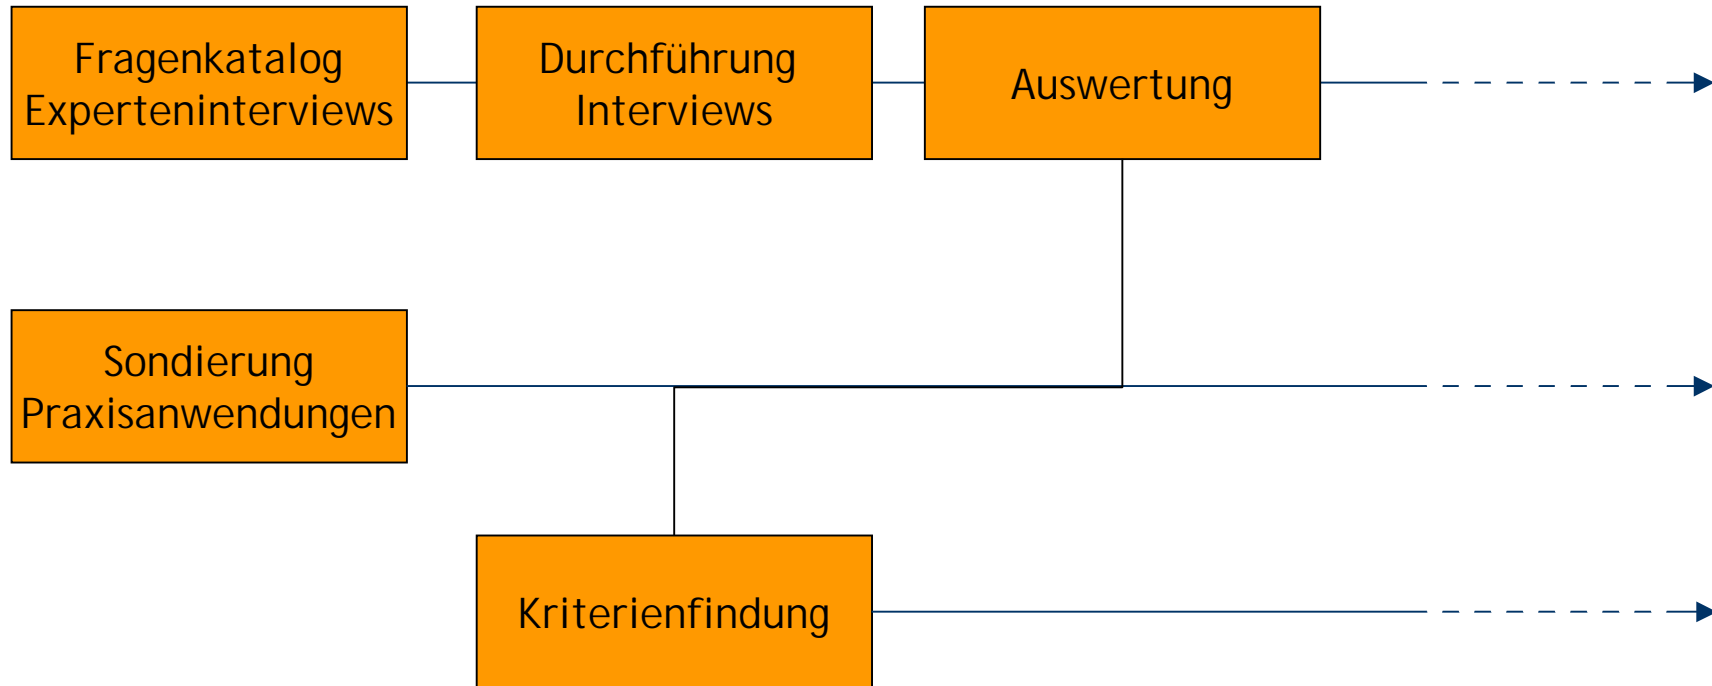 Fragenkatalog
Experteninterviews
Durchführung
Interviews
Auswertung
Sondierung
Praxisanwendungen
Kriterienfindung